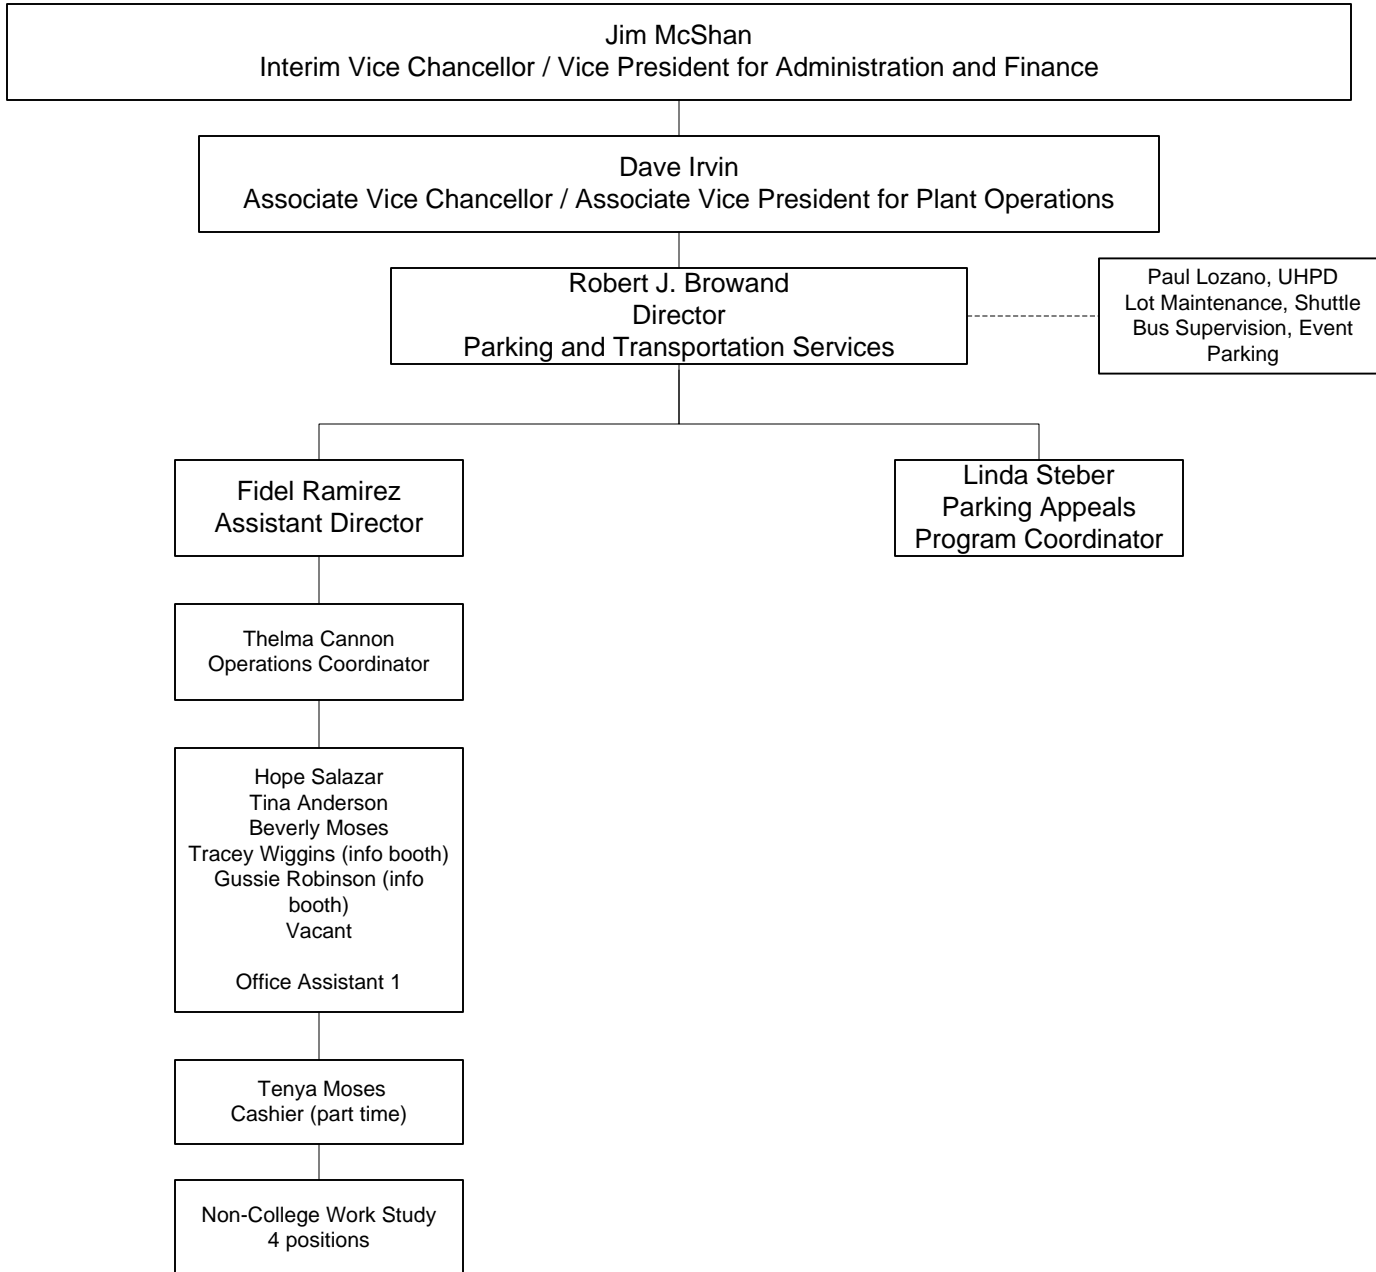 Jim McShan
Interim Vice Chancellor / Vice President for Administration and Finance
Dave Irvin
Associate Vice Chancellor / Associate Vice President for Plant Operations
Robert J. Browand
Director
Parking and Transportation Services
Paul Lozano, UHPD
Lot Maintenance, Shuttle
Bus Supervision, Event
Parking
Fidel Ramirez
Assistant Director
Linda Steber
Parking Appeals
Program Coordinator
Thelma Cannon
Operations Coordinator
Hope Salazar
Tina Anderson
Beverly Moses
Tracey Wiggins (info booth)
Gussie Robinson (info
booth)
Vacant
Office Assistant 1
Tenya Moses
Cashier (part time)
Non-College Work Study
4 positions